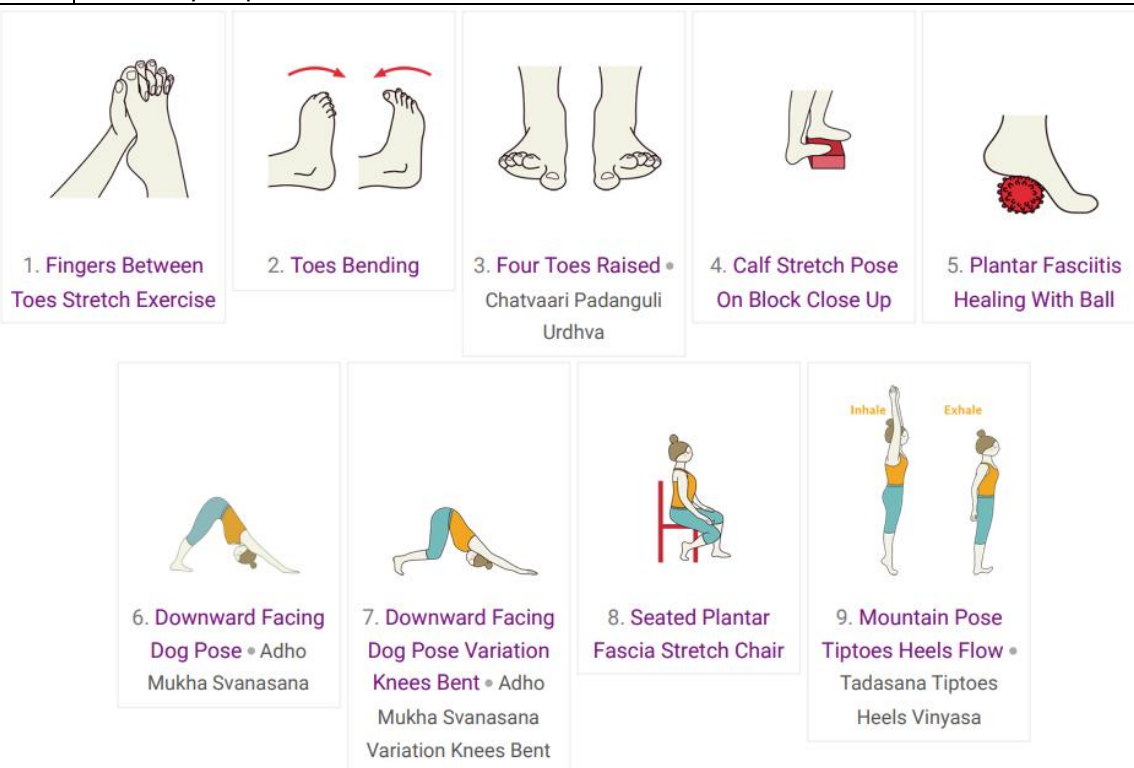 1. Fingers Between
Toes Stretch Exercise
2. Toes Bending
3. Four Toes Raised •
Chatvaari Padanguli
Urdhva
4. Calf Stretch Pose
On Block Close Up
5. Plantar Fasciitis
Healing With Ball
6. Downward Facing
Dog Pose • Adho
Mukha Svanasana
7. Downward Facing
Dog Pose Variation
Knees Bent • Adho
Mukha Svanasana
Variation Knees Bent
8. Seated Plantar
Fascia Stretch Chair
Inhale
Exhale
9. Mountain Pose
Tiptoes Heels Flow •
Tadasana Tiptoes
Heels Vinyasa